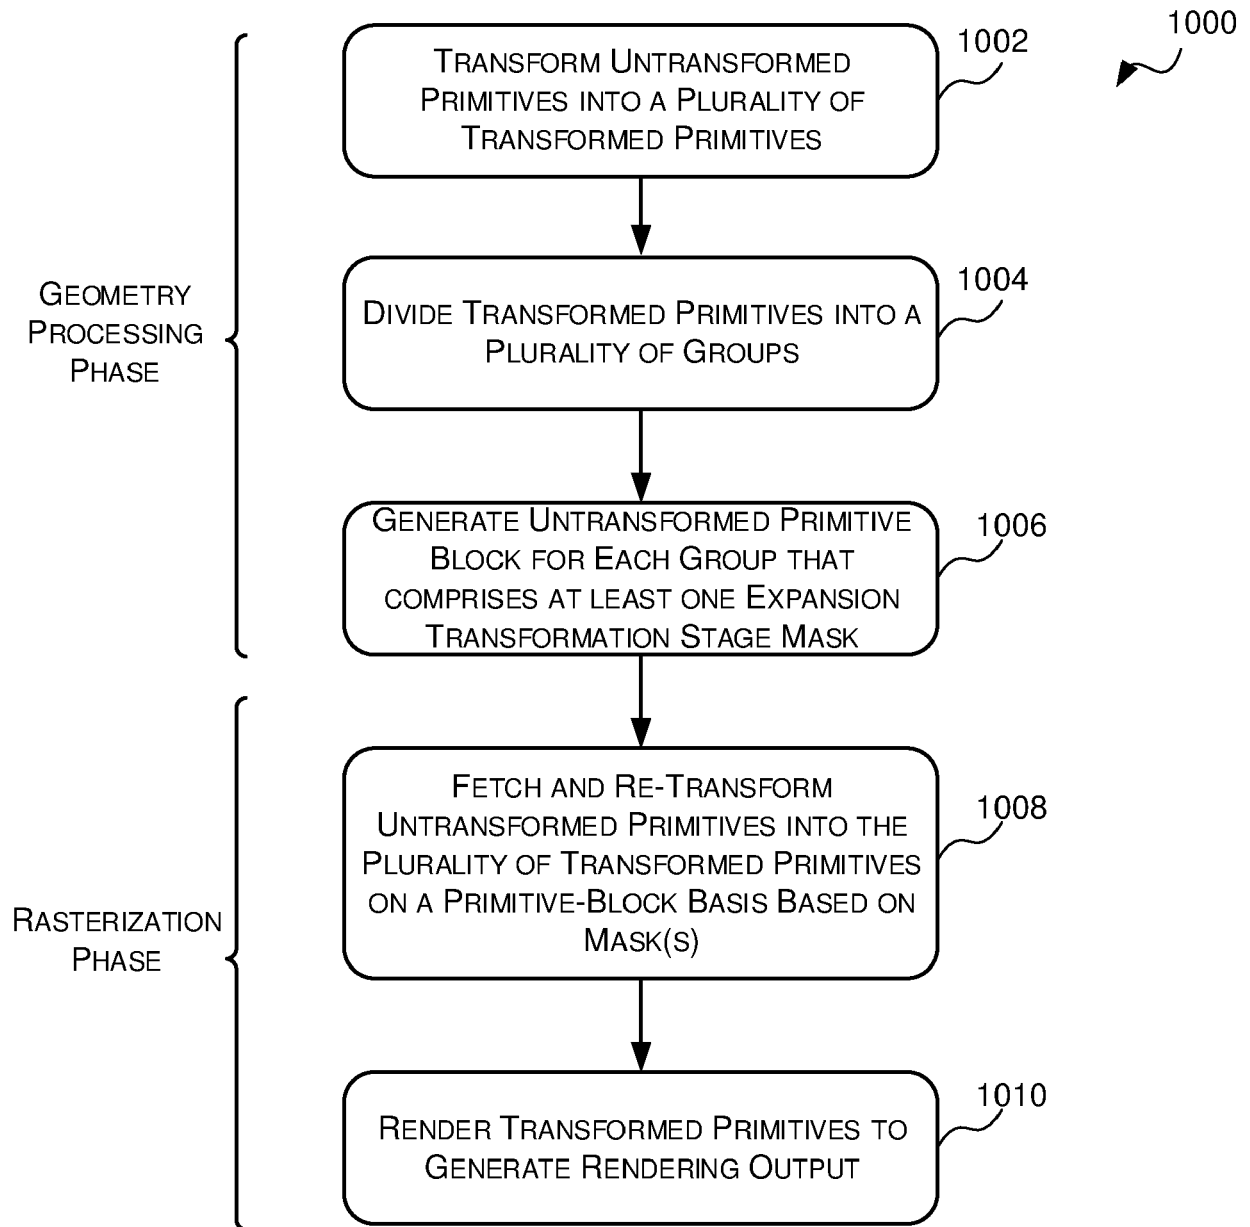 1000
1002
TRANSFORM UNTRANSFORMED
PRIMITIVES INTO A PLURALITY OF
TRANSFORMED PRIMITIVES
1004
DIVIDE TRANSFORMED PRIMITIVES INTO A
PLURALITY OF GROUPS
GEOMETRY
PROCESSING
PHASE
1006
GENERATE UNTRANSFORMED PRIMITIVE
BLOCK FOR EACH GROUP THAT
COMPRISES AT LEAST ONE EXPANSION
TRANSFORMATION STAGE MASK
1008
FETCH AND RE-TRANSFORM
UNTRANSFORMED PRIMITIVES INTO THE
PLURALITY OF TRANSFORMED PRIMITIVES
ON A PRIMITIVE-BLOCK BASIS BASED ON
MASK(S)
RASTERIZATION
PHASE
1010
RENDER TRANSFORMED PRIMITIVES TO
GENERATE RENDERING OUTPUT